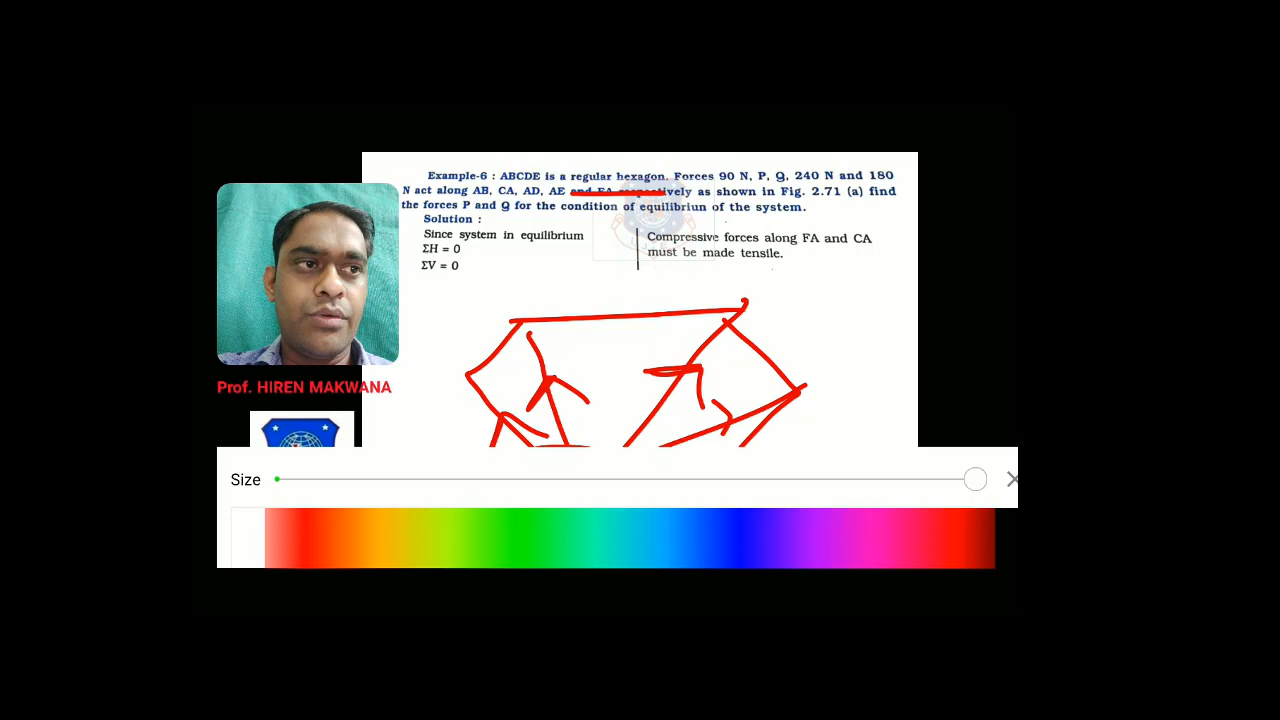 Example-6 : ABCDE is a regular hexagon. Forces 90 N, P, Q, 240 N and 180
N act along AB, CA, AD, AE and FA respectively as shown in Fig. 2.71 (a) find
the forces P and Q for the condition of equilibriun of the system.
Solution :
Since system in equilibrium
ΣH = 0
ΣV = 0
Compressive forces along FA and CA
must be made tensile.
Prof. HIREN MAKWANA
Size